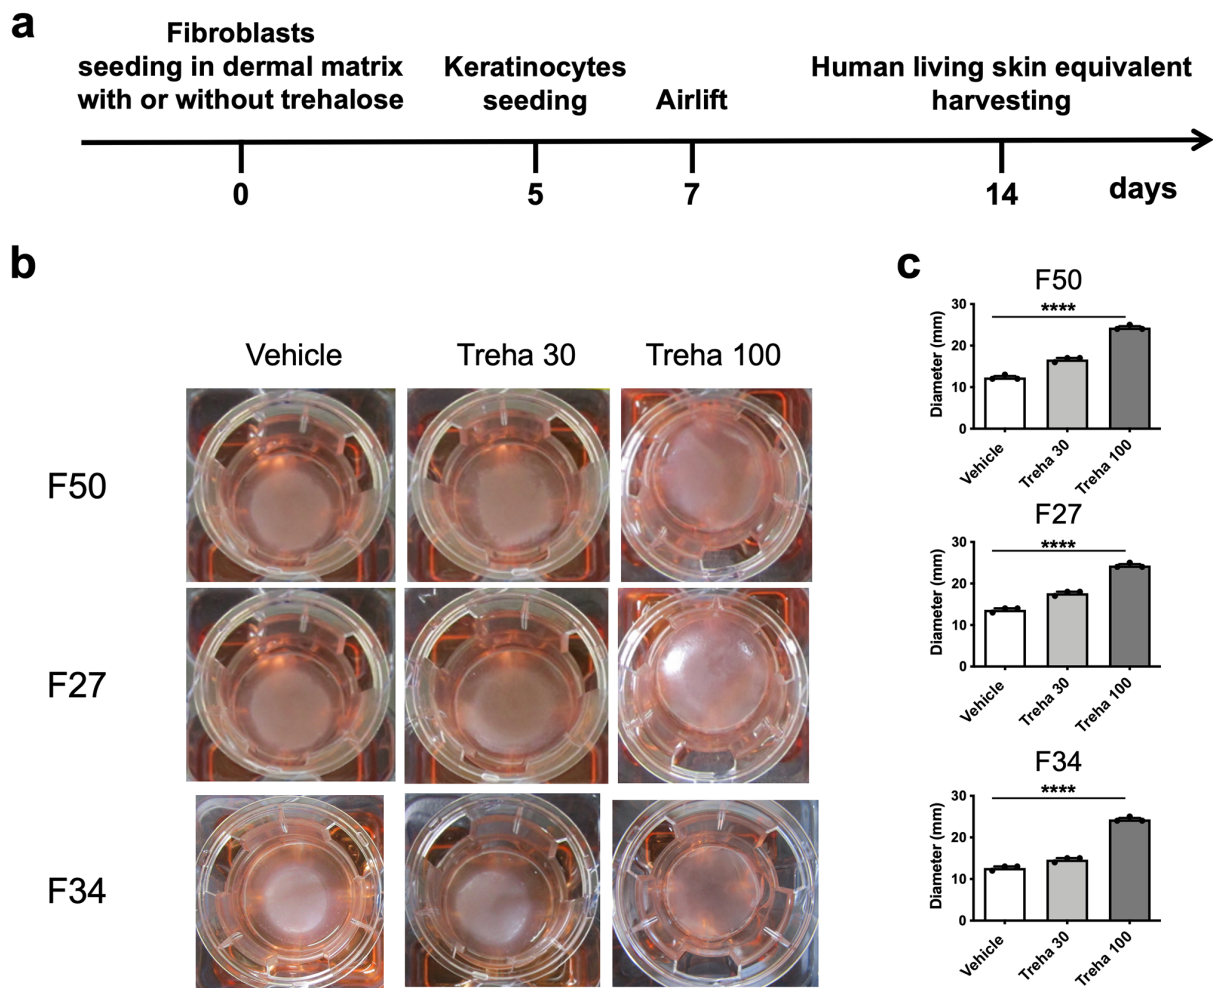 a
Fibroblasts
seeding in dermal matrix
with or without trehalose
Keratinocytes
seeding
Airlift
Human living skin equivalent
harvesting
0
5
7
14
days
b
Vehicle
Treha 30
Treha 100
F50
F27
F34
c
F50
****
Diameter (mm)
30
20
10
0
Vehicle
Treha 30
Treha 100
F27
****
Diameter (mm)
30
20
10
0
Vehicle
Treha 30
Treha 100
F34
****
Diameter (mm)
30
20
10
0
Vehicle
Treha 30
Treha 100